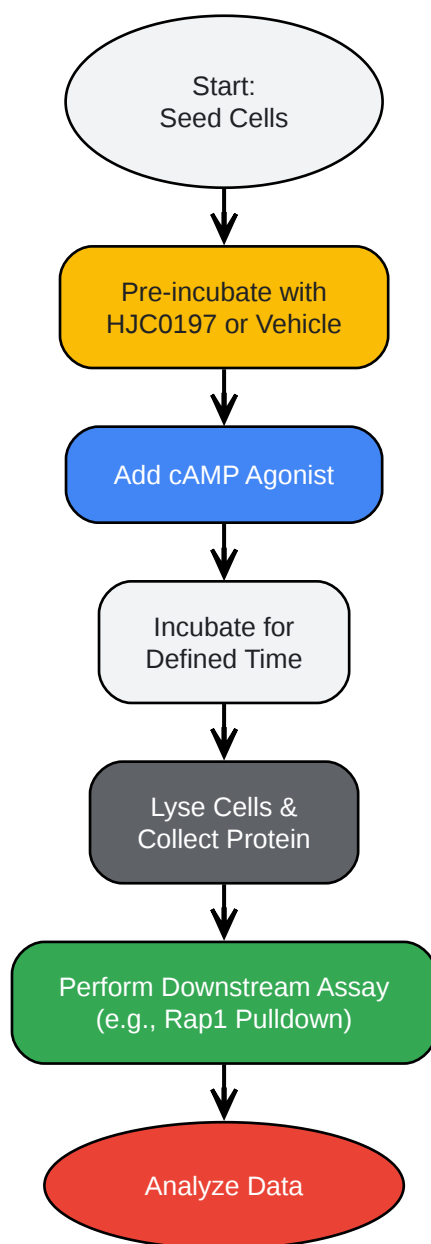 Start:
Seed Cells
Pre-incubate with
HJC0197 or Vehicle
Add cAMP Agonist
Incubate for
Defined Time
Lyse Cells &
Collect Protein
Perform Downstream Assay
(e.g., Rap1 Pulldown)
Analyze Data